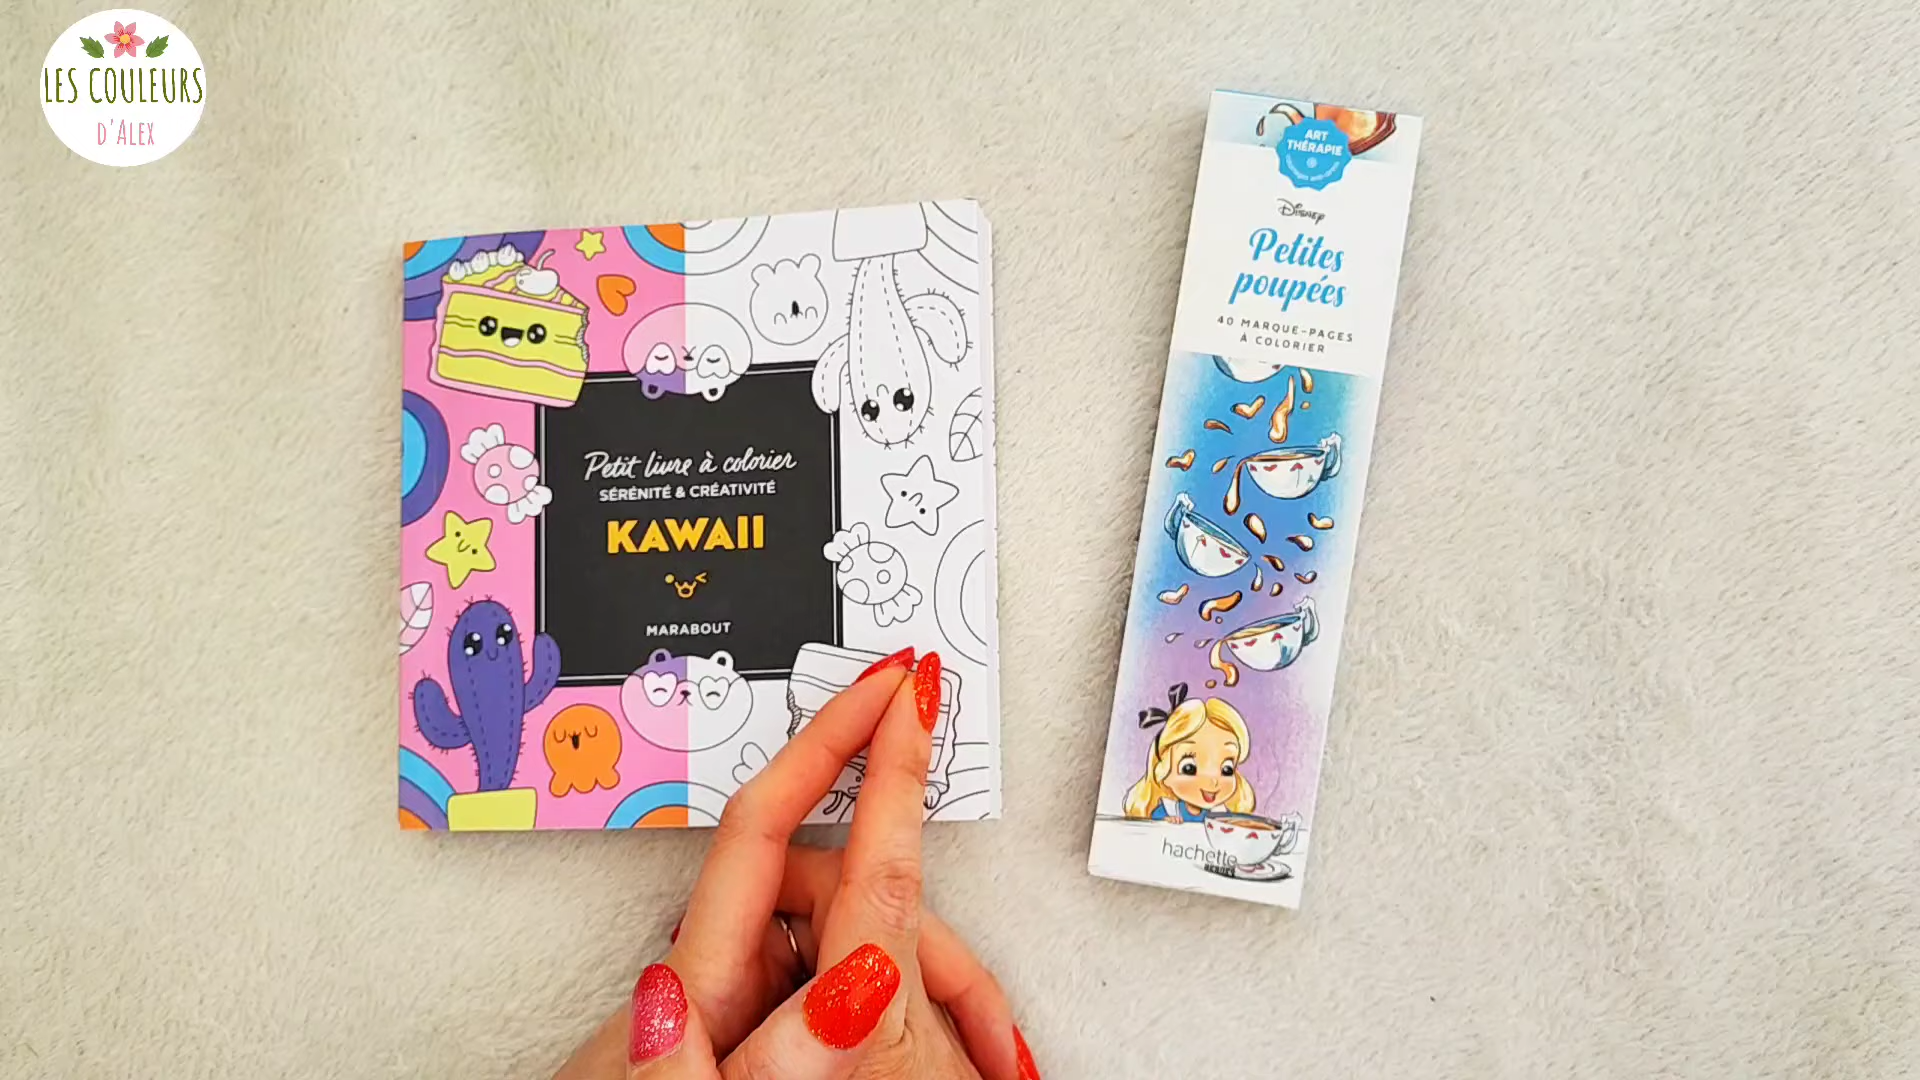 LES COULEURS
D'ALEX
Petit livre à colorier
SÉRÉNITÉ & CRÉATIVITÉ
KAWAII
MARABOUT
ART
THÉRAPIE
Disney
Petites
poupées
40 MARQUE-PAGES
À COLORIER
hachette